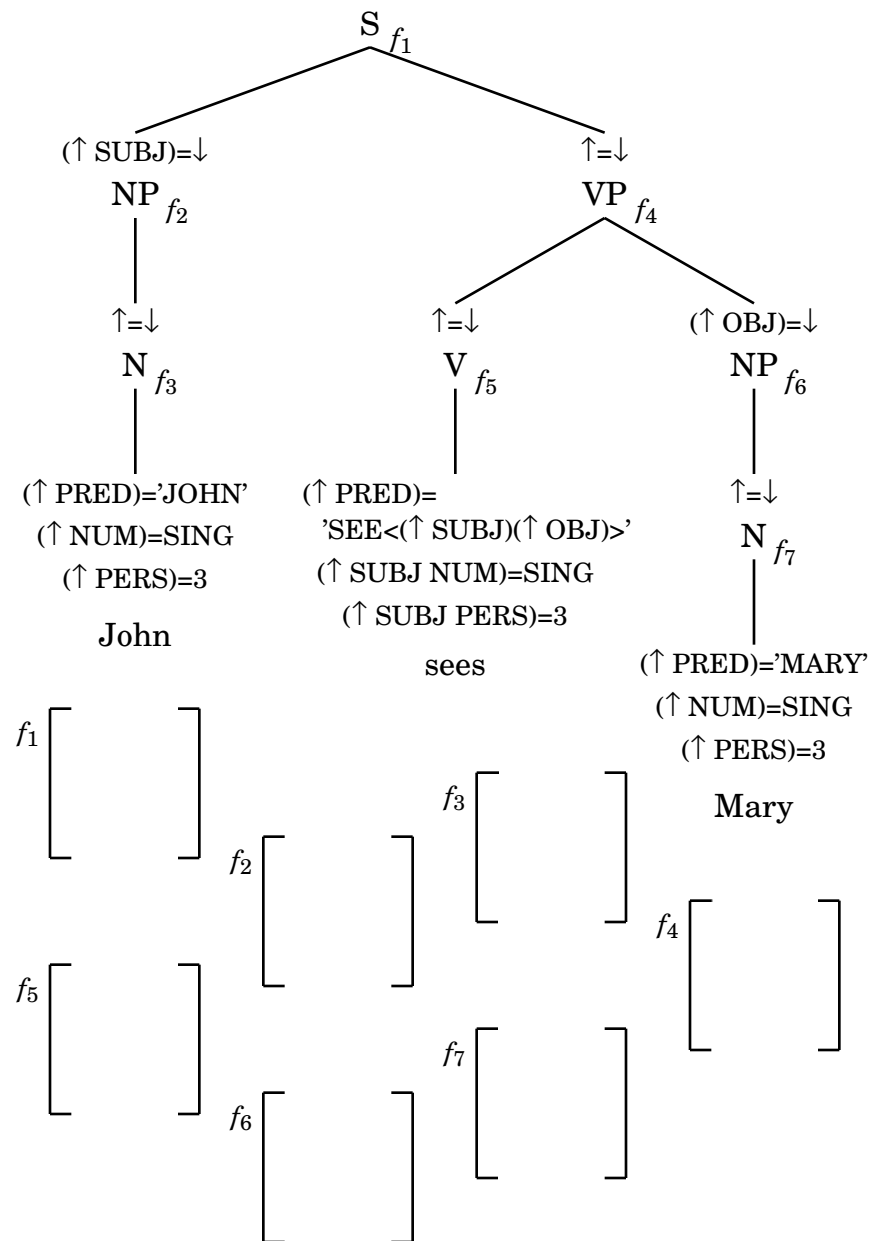 S f1
(↑ SUBJ)=↓ ↑=↓
NP f2 VP f4
↑=↓ ↑=↓ (↑ OBJ)=↓
N f3 V f5 NP f6
(↑ PRED)='JOHN' (↑ PRED)= ↑=↓
(↑ NUM)=SING 'SEE<(↑ SUBJ)(↑ OBJ)>' N f7
(↑ PERS)=3 (↑ SUBJ NUM)=SING
John (↑ SUBJ PERS)=3
sees (↑ PRED)='MARY'
(↑ NUM)=SING
(↑ PERS)=3
Mary
f1
f3
f2
f4
f5
f7
f6